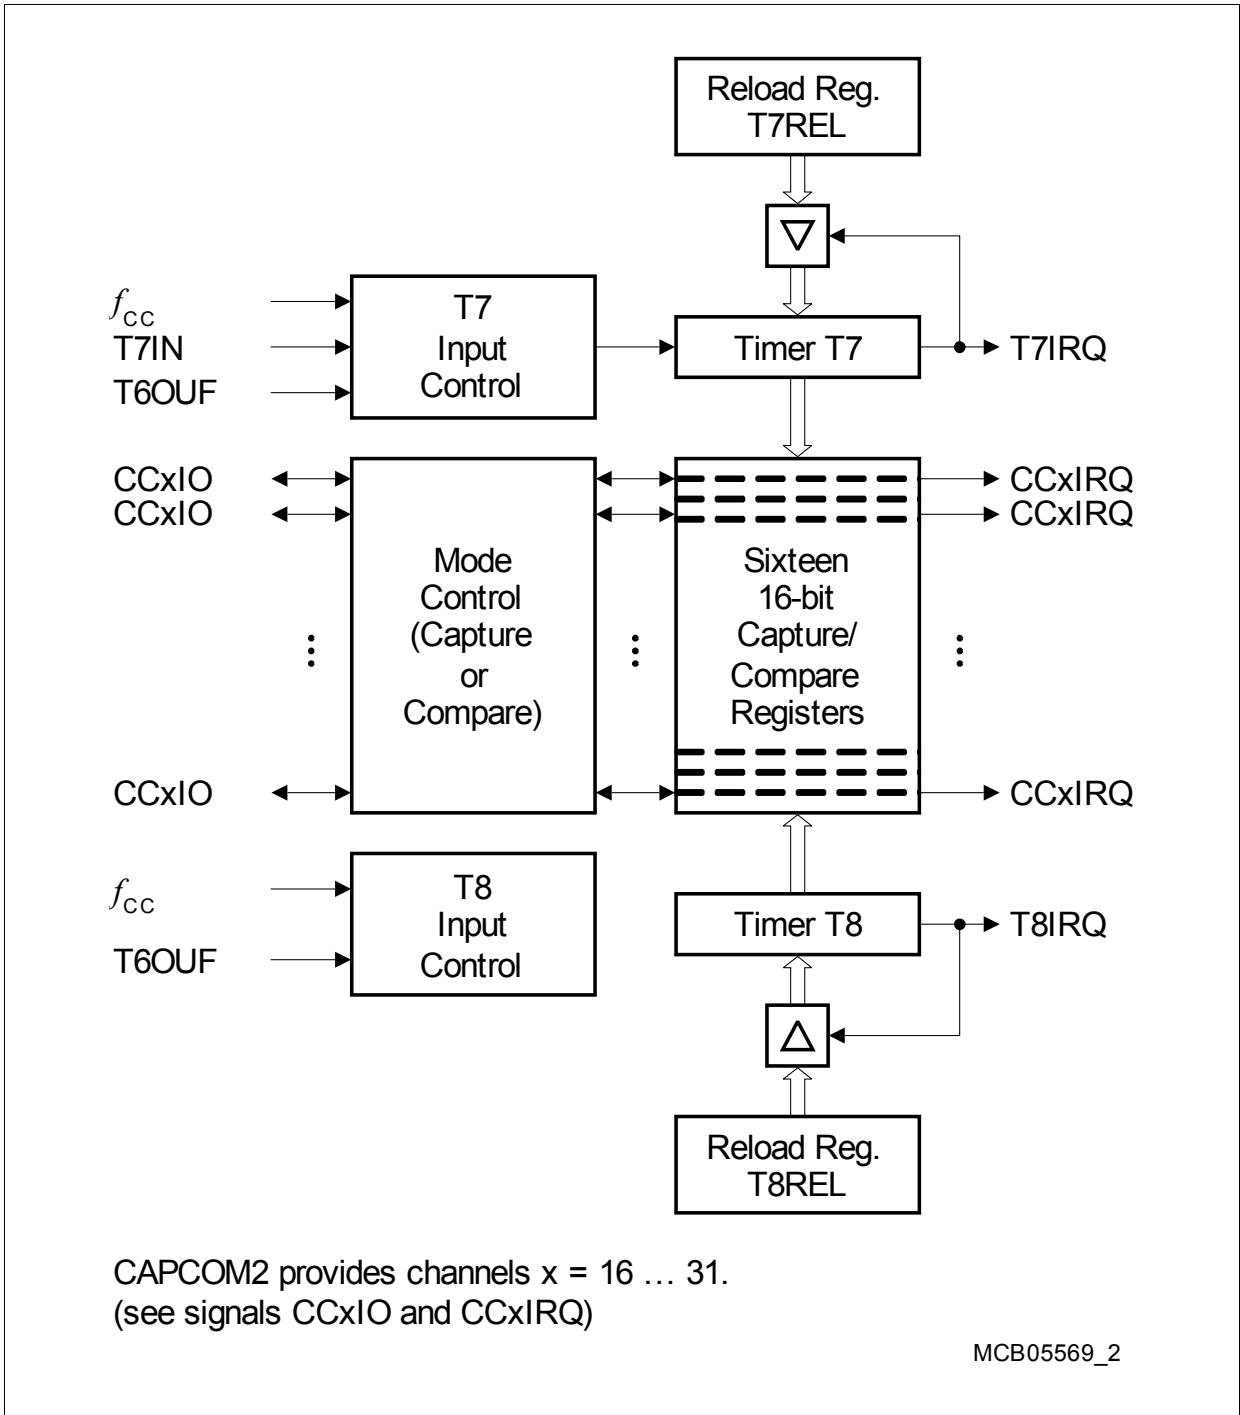 Reload Reg.
T7REL
f CC
T7IN
T6OUF
T7
Input
Control
Timer T7
T7IRQ
CCxIO
CCxIO
CCxIO
Mode
Control
(Capture
or
Compare)
Sixteen
16-bit
Capture/
Compare
Registers
CCxIRQ
CCxIRQ
CCxIRQ
f CC
T6OUF
T8
Input
Control
Timer T8
T8IRQ
Reload Reg.
T8REL
CAPCOM2 provides channels x = 16 … 31.
(see signals CCxIO and CCxIRQ)
MCB05569_2